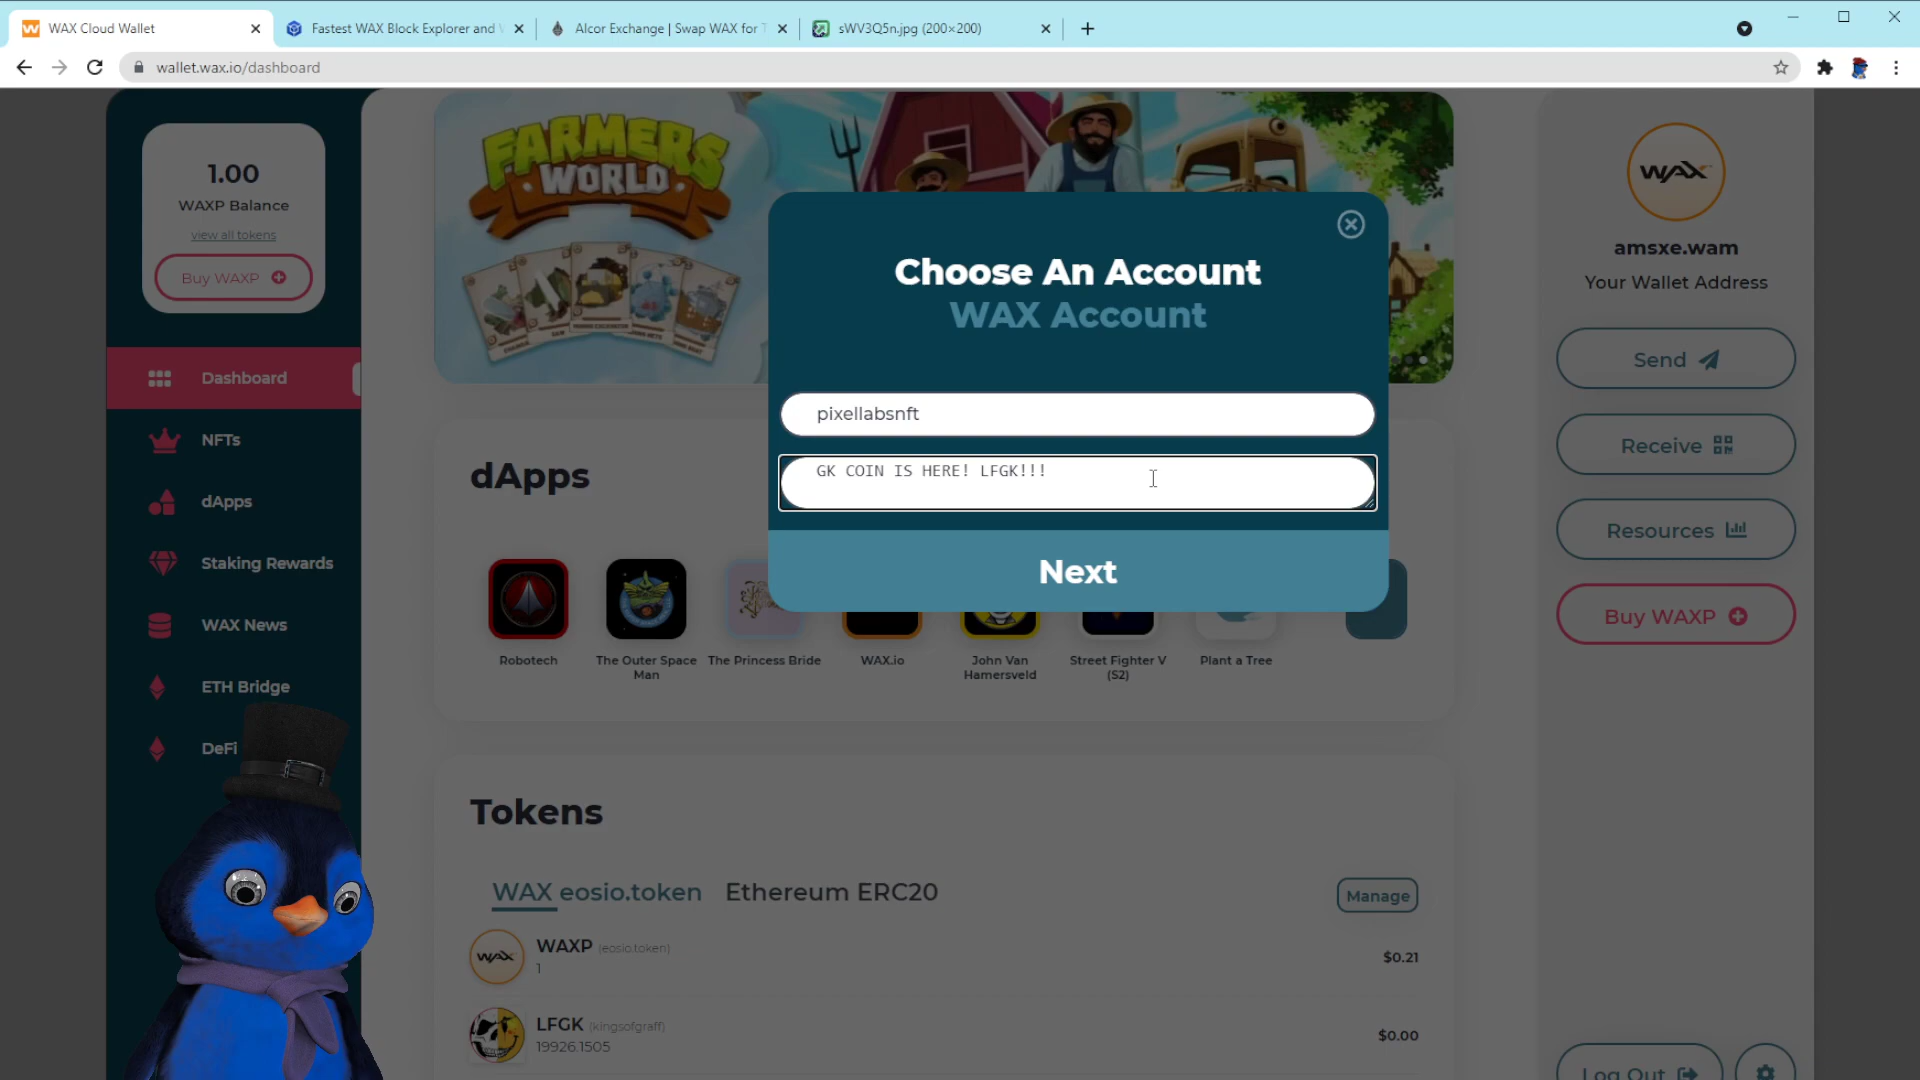 WAX Cloud Wallet
Fastest WAX Block Explorer and
Alcor Exchange | Swap WAX for
sWV3Q5n.jpg (200×200)
wallet.wax.io/dashboard
1.00
WAXP Balance
view all tokens
Buy WAXP
Dashboard
NFTs
dApps
Staking Rewards
WAX News
ETH Bridge
DeFi
FARMERS
WORLD
Choose An Account
WAX Account
pixellabsnft
GK COIN IS HERE! LFGK!!!
Next
dApps
Robotech
The Outer Space
Man
The Princess Bride
WAX.io
John Van
Hamersveld
Street Fighter V
(S2)
Plant a Tree
Tokens
WAX eosio.token
Ethereum ERC20
Manage
WAX
WAXP (eosio.token)
1
$0.21
LFGK (kingsofgraff)
19926.1505
$0.00
WAX
amsxe.wam
Your Wallet Address
Send
Receive
Resources
Buy WAXP
Log Out